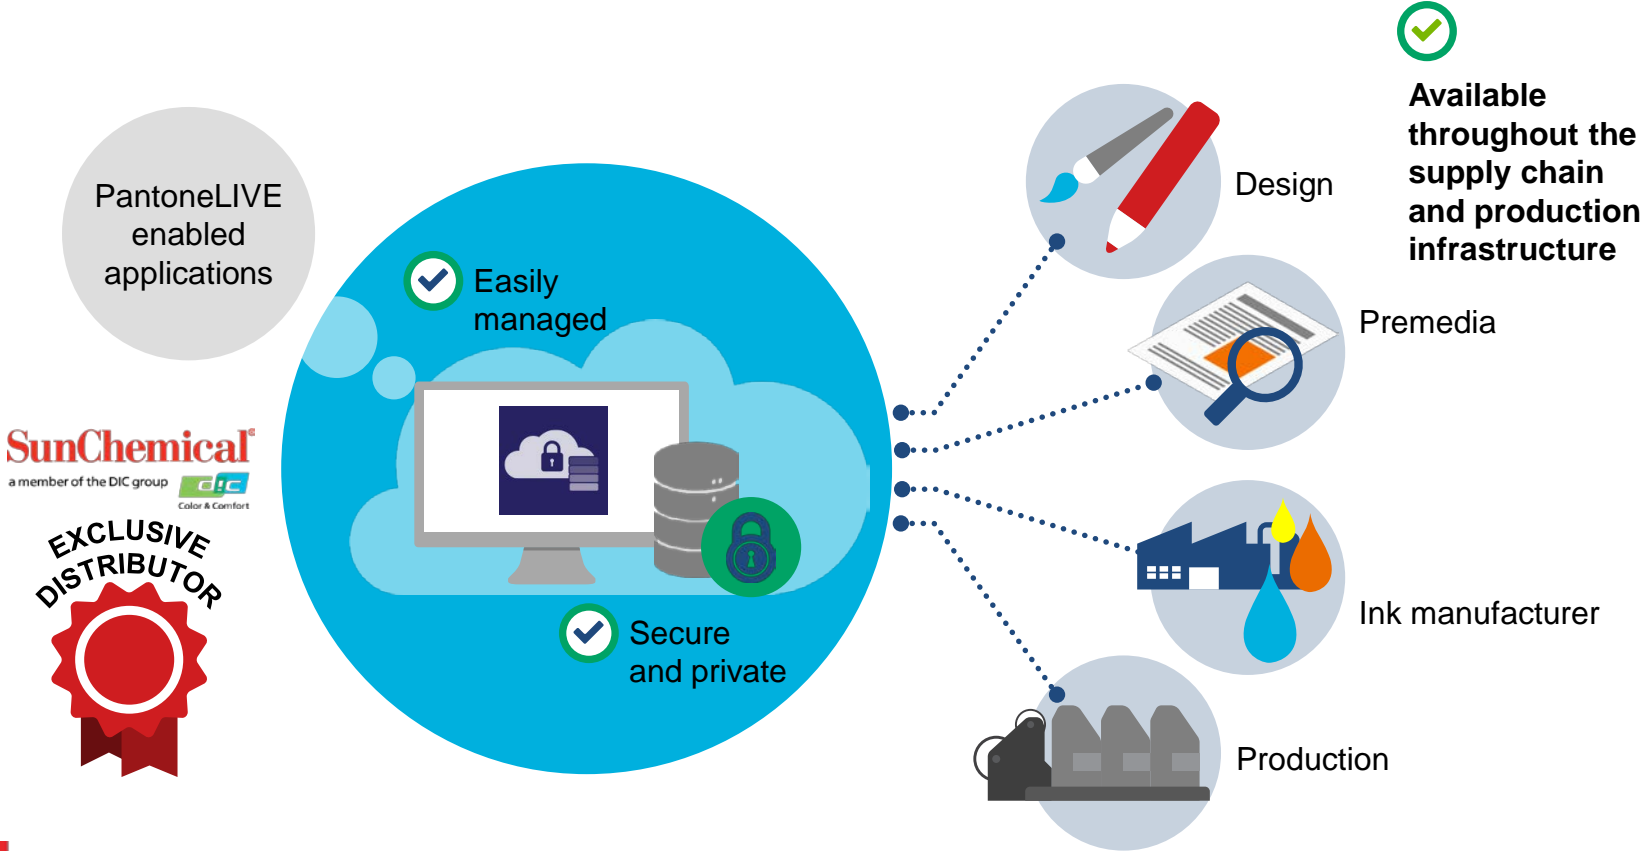 PantoneLIVE
enabled
applications
SunChemical®
a member of the DIC group
DIC
Color & Comfort
EXCLUSIVE
DISTRIBUTOR
Easily
managed
Secure
and private
Design
Premedia
Ink manufacturer
Production
Available
throughout the
supply chain
and production
infrastructure